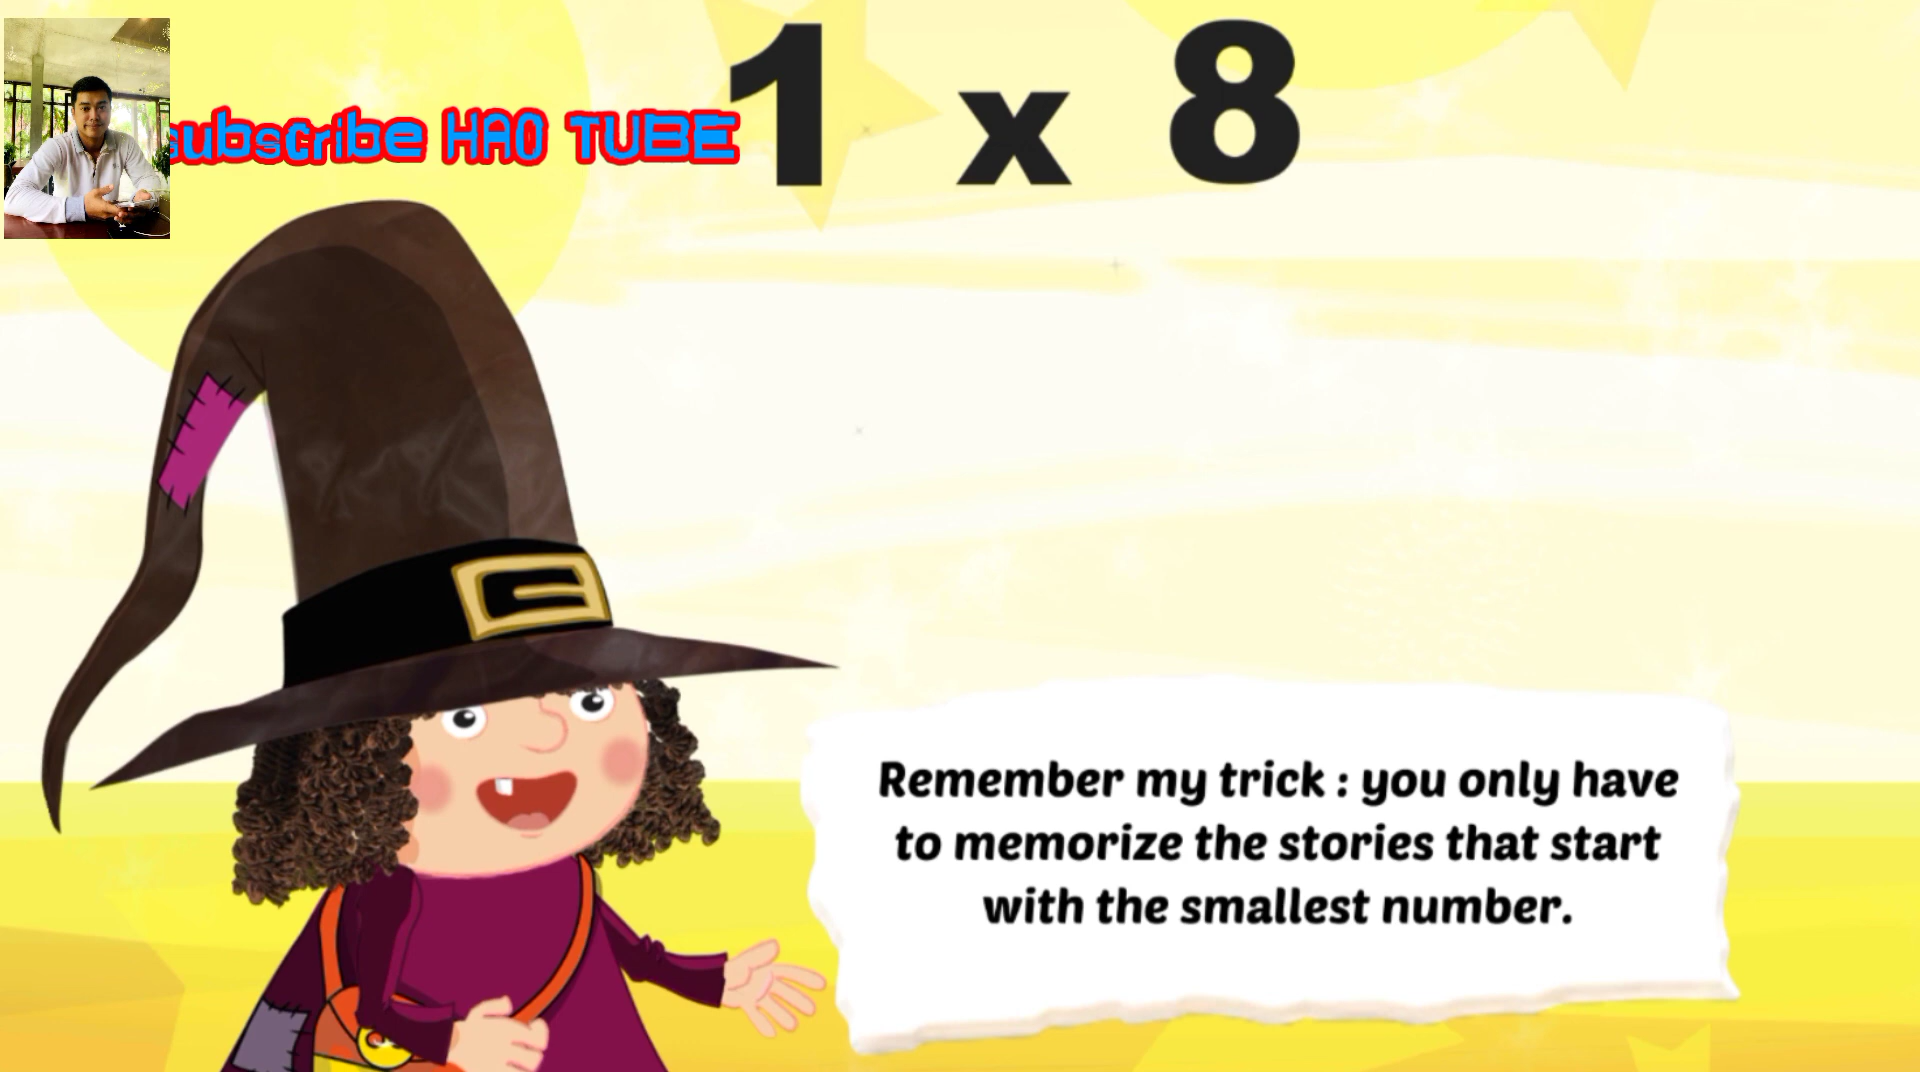 1 x 8
subscribe HAO TUBE
Remember my trick : you only have
to memorize the stories that start
with the smallest number.